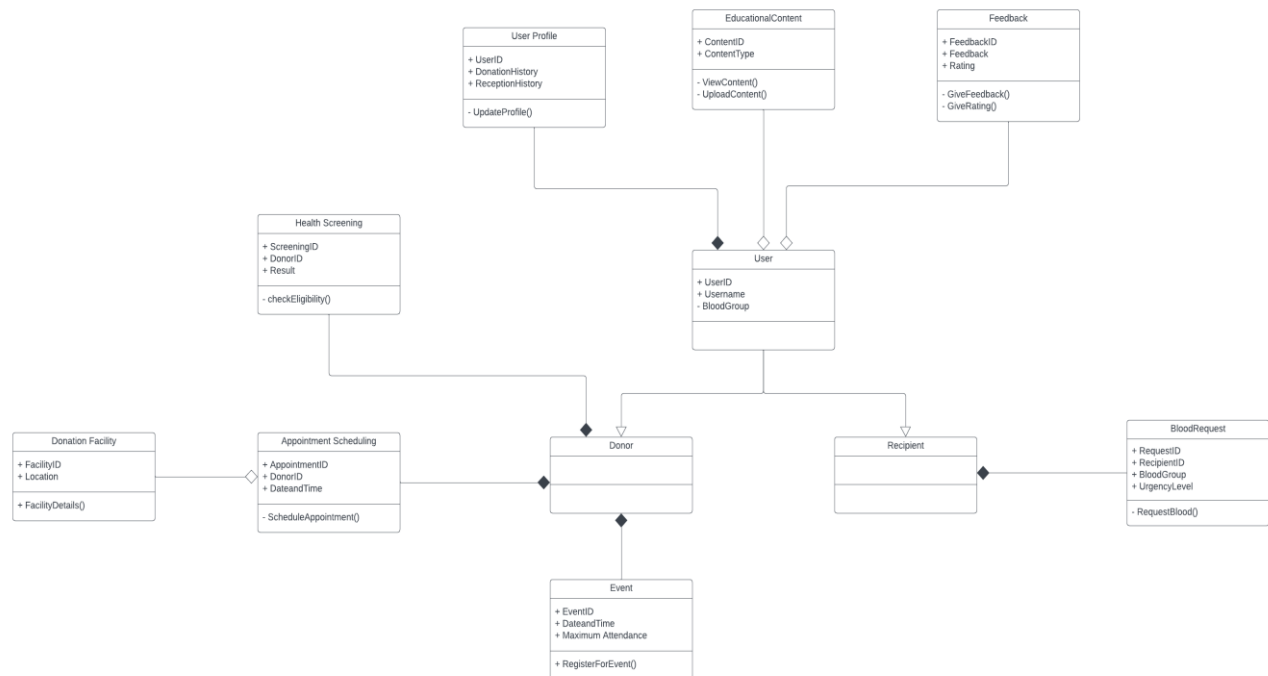 User Profile
+ UserID
+ DonationHistory
+ ReceptionHistory
- UpdateProfile()
EducationalContent
+ ContentID
+ ContentType
- ViewContent()
- UploadContent()
Feedback
+ FeedbackID
+ Feedback
+ Rating
- GiveFeedback()
- GiveRating()
Health Screening
+ ScreeningID
+ DonorID
+ Result
- checkEligibility()
User
+ UserID
+ Username
- BloodGroup
Donation Facility
+ FacilityID
+ Location
+ FacilityDetails()
Appointment Scheduling
+ AppointmentID
+ DonorID
+ DateandTime
- ScheduleAppointment()
Donor
Recipient
BloodRequest
+ RequestID
+ RecipientID
+ BloodGroup
+ UrgencyLevel
- RequestBlood()
Event
+ EventID
+ DateandTime
+ Maximum Attendance
+ RegisterForEvent()